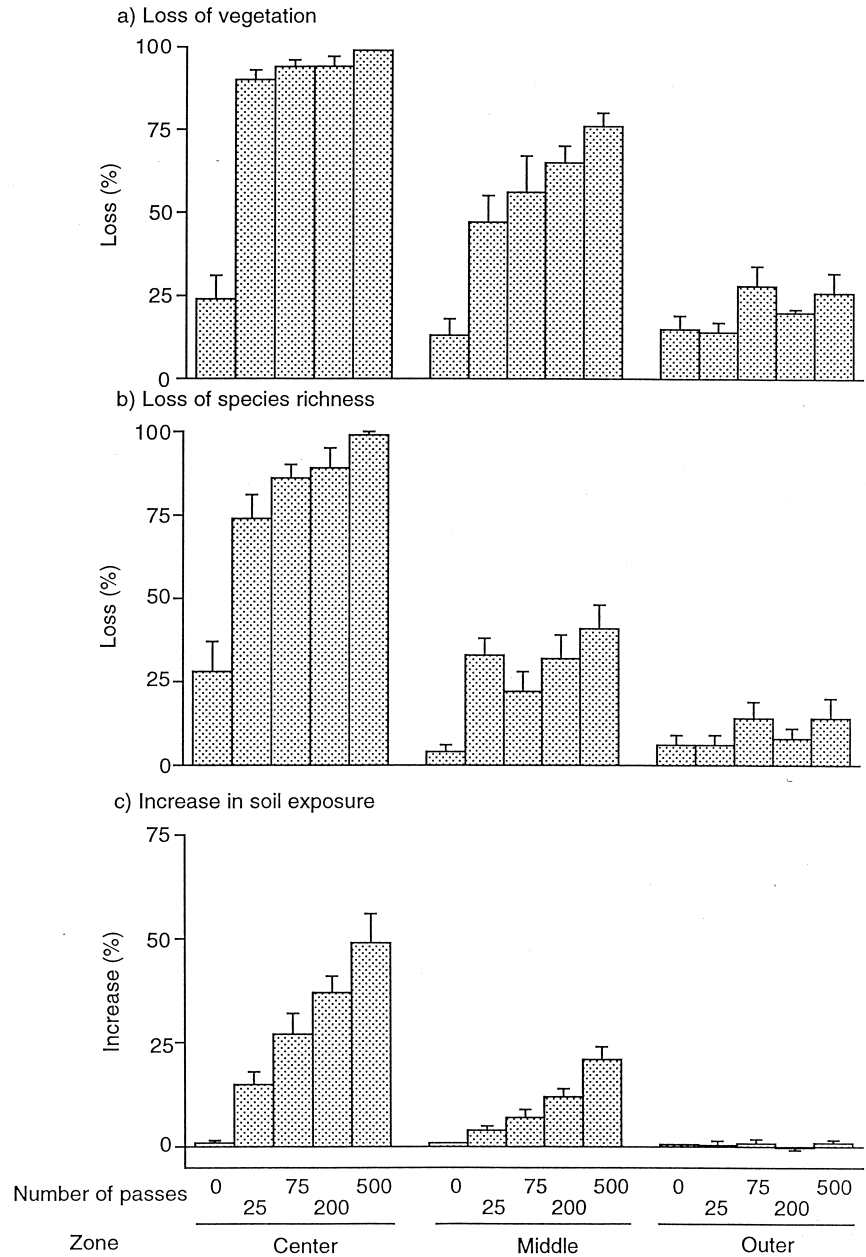 a) Loss of vegetation
100
75
50
25
0
Loss (%)
b) Loss of species richness
100
75
50
25
0
Loss (%)
c) Increase in soil exposure
75
50
25
0
Increase (%)
Number of passes 0 75 500 0 75 500 0 75 500
25 200 25 200 25 200
Zone Center Middle Outer